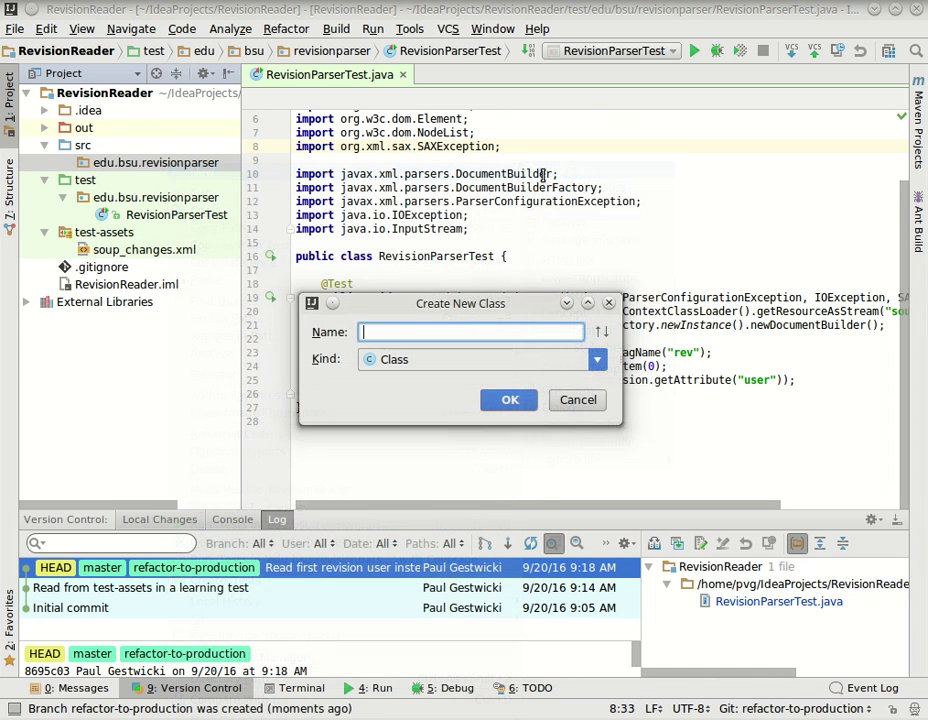 RevisionReader - [~/IdeaProjects/RevisionReader] - [RevisionReader] - ~/IdeaProjects/RevisionReader/test/edu/bsu/revisionparser/RevisionParserTest.java - I...
File Edit View Navigate Code Analyze Refactor Build Run Tools VCS Window Help
RevisionReader test edu bsu revisionparser RevisionParserTest RevisionParserTest VCS VCS
1: Project
7: Structure
2: Favorites
Project
RevisionReader (~/IdeaProjects/
.idea
out
src
edu.bsu.revisionparser
test
edu.bsu.revisionparser
RevisionParserTest
test-assets
soup_changes.xml
.gitignore
RevisionReader.iml
External Libraries
RevisionParserTest.java
6 import org.w3c.dom.Element;
7 import org.w3c.dom.NodeList;
8 import org.xml.sax.SAXException;
9
10 import javax.xml.parsers.DocumentBuilder;
11 import javax.xml.parsers.DocumentBuilderFactory;
12 import javax.xml.parsers.ParserConfigurationException;
13 import java.io.IOException;
14 import java.io.InputStream;
15
16 public class RevisionParserTest {
17
18 @Test
19 ParserConfigurationException, IOException, SA
20 ContextClassLoader().getResourceAsStream("sou
21 ctory.newInstance().newDocumentBuilder();
22
23 agName("rev");
24 tem(0);
25 sion.getAttribute("user"));
26
27 }
28
Create New Class
Name:
Kind: Class
OK Cancel
Maven Projects
Ant Build
Version Control: Local Changes Console Log
Branch: All User: All Date: All Paths: All
HEAD master refactor-to-production Read first revision user inste Paul Gestwicki 9/20/16 9:18 AM
Read from test-assets in a learning test Paul Gestwicki 9/20/16 9:14 AM
Initial commit Paul Gestwicki 9/20/16 9:05 AM
HEAD master refactor-to-production
8695c03 Paul Gestwicki on 9/20/16 at 9:18 AM
RevisionReader 1 file
/home/pvg/IdeaProjects/RevisionReade
RevisionParserTest.java
0: Messages 9: Version Control Terminal 4: Run 5: Debug 6: TODO Event Log
Branch refactor-to-production was created (moments ago) 8:33 LF UTF-8 Git: refactor-to-production